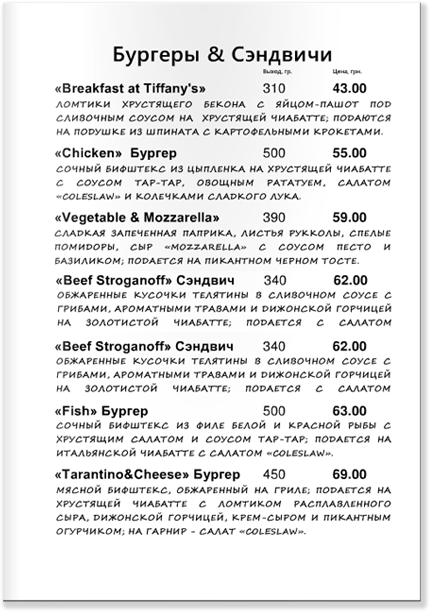 Бургеры & Сэндвичи
Выход, гр. Цена, грн.
«Breakfast at Tiffany's» 310 43.00
ЛОМТИКИ ХРУСТЯЩЕГО БЕКОНА С ЯЙЦОМ-ПАШОТ ПОД
СЛИВОЧНЫМ СОУСОМ НА ХРУСТЯЩЕЙ ЧИАБАТТЕ; ПОДАЮТСЯ
НА ПОДУШКЕ ИЗ ШПИНАТА С КАРТОФЕЛЬНЫМИ КРОКЕТАМИ.
«Chicken» Бургер 500 55.00
СОЧНЫЙ БИФШТЕКС ИЗ ЦЫПЛЕНКА НА ХРУСТЯЩЕЙ ЧИАБАТТЕ
С СОУСОМ ТАР-ТАР, ОВОЩНЫМ РАТАТУЕМ, САЛАТОМ
«COLESLAW» И КОЛЕЧКАМИ СЛАДКОГО ЛУКА.
«Vegetable & Mozzarella» 390 59.00
СЛАДКАЯ ЗАПЕЧЕННАЯ ПАПРИКА, ЛИСТЬЯ РУККОЛЫ, СПЕЛЫЕ
ПОМИДОРЫ, СЫР «MOZZARELLA» С СОУСОМ ПЕСТО И
БАЗИЛИКОМ; ПОДАЕТСЯ НА ПИКАНТНОМ ЧЕРНОМ ТОСТЕ.
«Beef Stroganoff» Сэндвич 340 62.00
ОБЖАРЕННЫЕ КУСОЧКИ ТЕЛЯТИНЫ В СЛИВОЧНОМ СОУСЕ С
ГРИБАМИ, АРОМАТНЫМИ ТРАВАМИ И ДИЖОНСКОЙ ГОРЧИЦЕЙ
НА ЗОЛОТИСТОЙ ЧИАБАТТЕ; ПОДАЕТСЯ С САЛАТОМ
«Beef Stroganoff» Сэндвич 340 62.00
ОБЖАРЕННЫЕ КУСОЧКИ ТЕЛЯТИНЫ В СЛИВОЧНОМ СОУСЕ С
ГРИБАМИ, АРОМАТНЫМИ ТРАВАМИ И ДИЖОНСКОЙ ГОРЧИЦЕЙ
НА ЗОЛОТИСТОЙ ЧИАБАТТЕ; ПОДАЕТСЯ С САЛАТОМ
«Fish» Бургер 500 63.00
СОЧНЫЙ БИФШТЕКС ИЗ ФИЛЕ БЕЛОЙ И КРАСНОЙ РЫБЫ С
ХРУСТЯЩИМ САЛАТОМ И СОУСОМ ТАР-ТАР; ПОДАЕТСЯ НА
ИТАЛЬЯНСКОЙ ЧИАБАТТЕ С САЛАТОМ «COLESLAW».
«Tarantino&Cheese» Бургер 450 69.00
МЯСНОЙ БИФШТЕКС, ОБЖАРЕННЫЙ НА ГРИЛЕ; ПОДАЕТСЯ НА
ХРУСТЯЩЕЙ ЧИАБАТТЕ С ЛОМТИКОМ РАСПЛАВЛЕННОГО
СЫРА, ДИЖОНСКОЙ ГОРЧИЦЕЙ, КРЕМ-СЫРОМ И ПИКАНТНЫМ
ОГУРЧИКОМ; НА ГАРНИР - САЛАТ «COLESLAW».